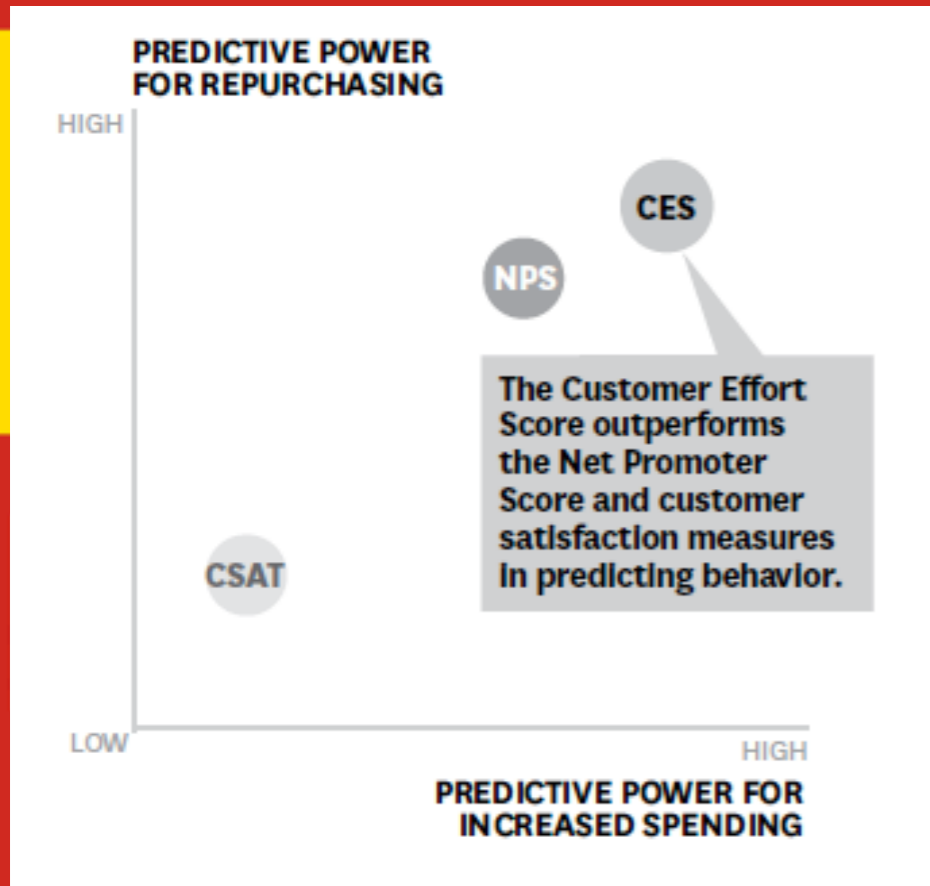 PREDICTIVE POWER
FOR REPURCHASING
HIGH
CES
NPS
The Customer Effort
Score outperforms
the Net Promoter
Score and customer
satisfaction measures
in predicting behavior.
CSAT
LOW
HIGH
PREDICTIVE POWER FOR
INCREASED SPENDING